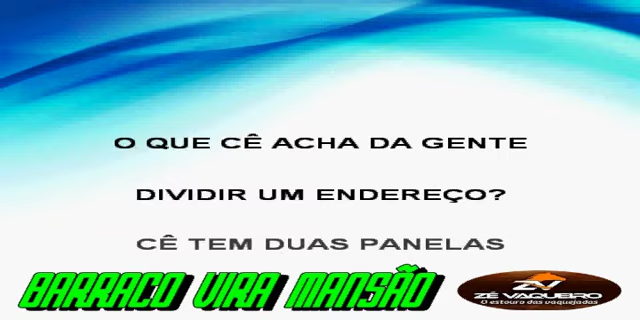 O QUE CÊ ACHA DA GENTE
DIVIDIR UM ENDEREÇO?
CÊ TEM DUAS PANELAS
BARRACO VIRA MANSÃO
ZV
ZÉ VAQUEIRO
O estouro das vaquejadas